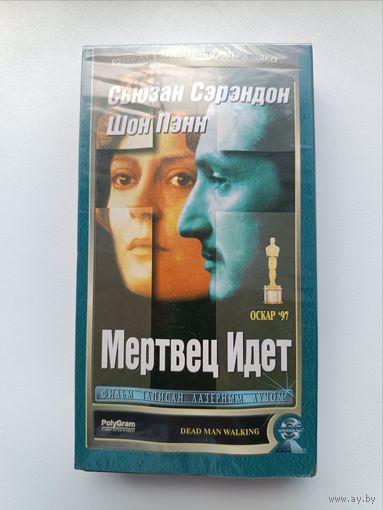 Сьюзан Сэрэндон
Шон Пэнн
ОСКАР '97
Мертвец Идет
ФИЛЬМ ЗАПИСАН ЛАЗЕРНЫМ ЛУЧОМ
PolyGram
DEAD MAN WALKING
www.ay.by